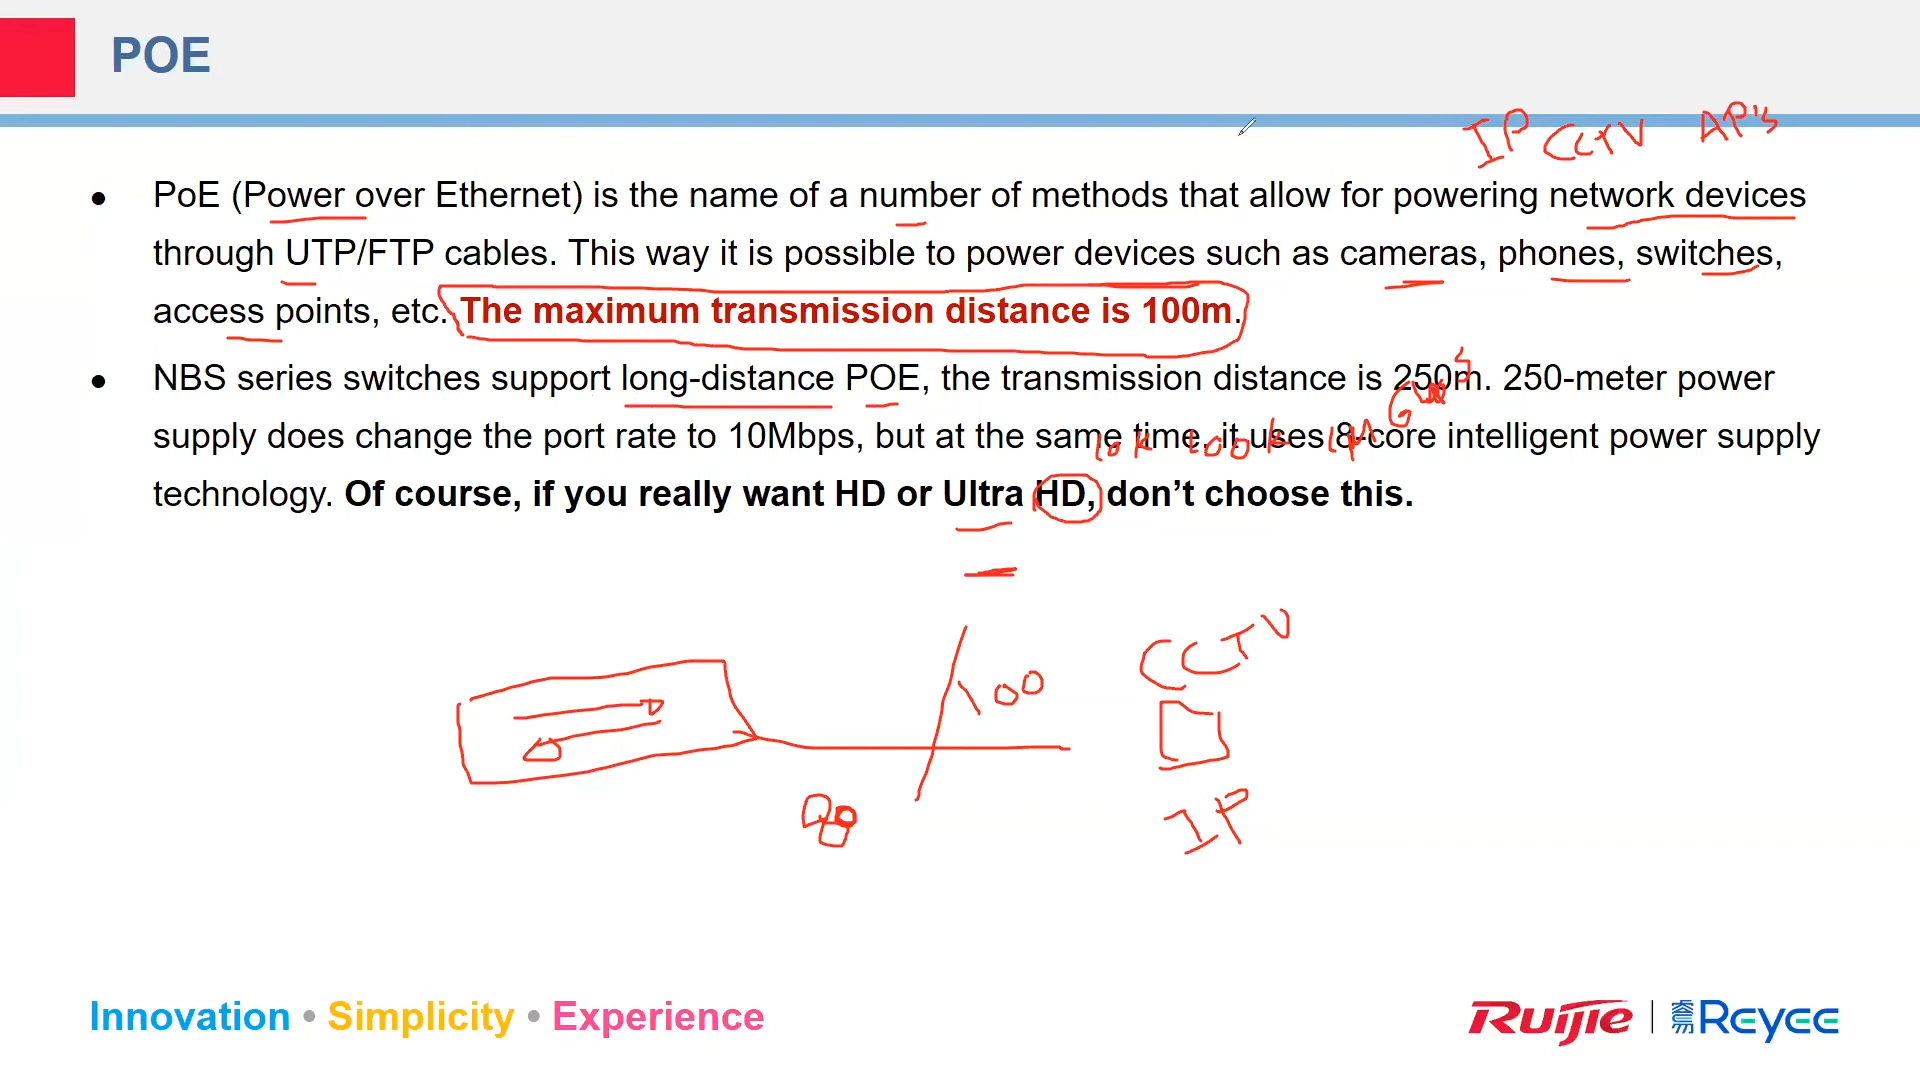 POE
IP CCTV AP's
• PoE (Power over Ethernet) is the name of a number of methods that allow for powering network devices
through UTP/FTP cables. This way it is possible to power devices such as cameras, phones, switches,
access points, etc. The maximum transmission distance is 100m.
• NBS series switches support long-distance POE, the transmission distance is 250m. 250-meter power
supply does change the port rate to 10Mbps, but at the same time, it uses 8-core intelligent power supply
10K 100K 1M
technology. Of course, if you really want HD or Ultra HD, don’t choose this.
CCTV
100
IP
Innovation • Simplicity • Experience
Ruijie | 睿易 Reyee